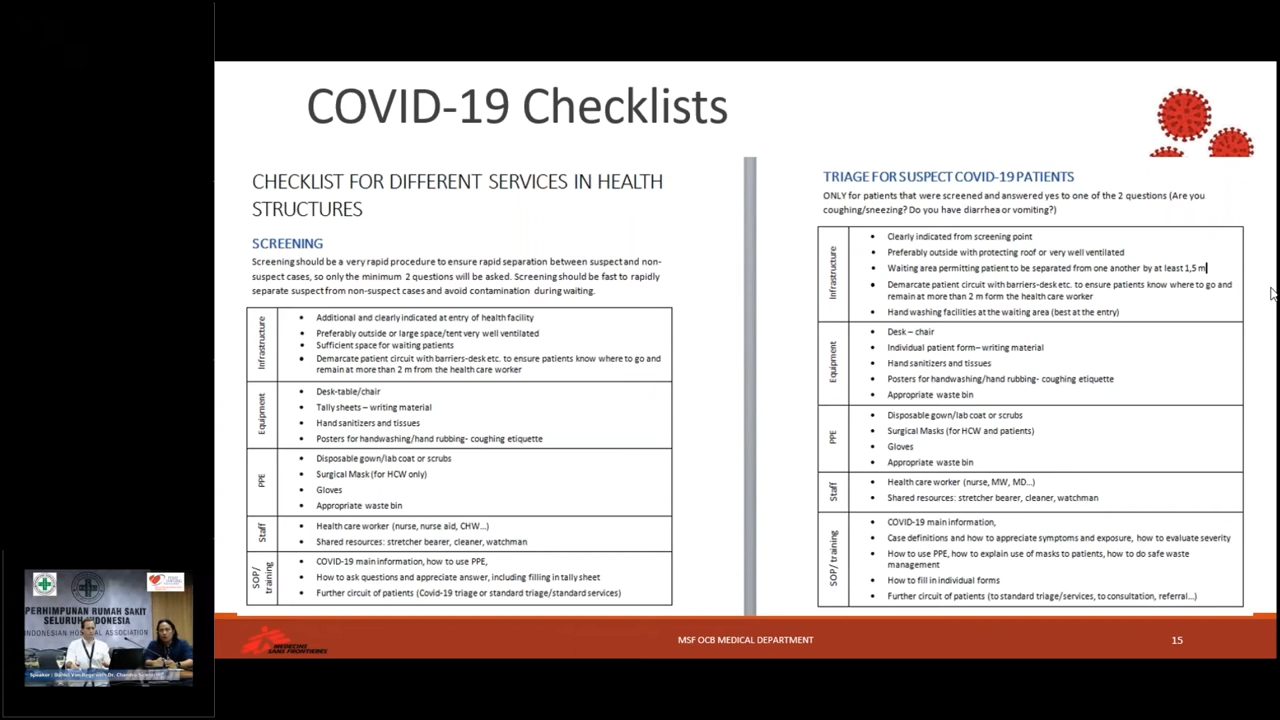 COVID-19 Checklists
CHECKLIST FOR DIFFERENT SERVICES IN HEALTH
STRUCTURES
SCREENING
Screening should be a very rapid procedure to ensure rapid separation between suspect and non-
suspect cases, so only the minimum 2 questions will be asked. Screening should be fast to rapidly
separate suspect from non-suspect cases and avoid contamination during waiting.
Infrastructure
• Additional and clearly indicated at entry of health facility
• Preferably outside or large space/tent very well ventilated
• Sufficient space for waiting patients
• Demarcate patient circuit with barriers-desk etc. to ensure patients know where to go and
remain at more than 2 m from the health care worker
Equipment
• Desk-table/chair
• Tally sheets – writing material
• Hand sanitizers and tissues
• Posters for handwashing/hand rubbing- coughing etiquette
PPE
• Disposable gown/lab coat or scrubs
• Surgical Mask (for HCW only)
• Gloves
• Appropriate waste bin
Staff
• Health care worker (nurse, nurse aid, CHW...)
• Shared resources: stretcher bearer, cleaner, watchman
SOP/
training
• COVID-19 main information, how to use PPE,
• How to ask questions and appreciate answer, including filling in tally sheet
• Further circuit of patients (Covid-19 triage or standard triage/standard services)
TRIAGE FOR SUSPECT COVID-19 PATIENTS
ONLY for patients that were screened and answered yes to one of the 2 questions (Are you
coughing/sneezing? Do you have diarrhea or vomiting?)
Infrastructure
• Clearly indicated from screening point
• Preferably outside with protecting roof or very well ventilated
• Waiting area permitting patient to be separated from one another by at least 1,5 m
• Demarcate patient circuit with barriers-desk etc. to ensure patients know where to go and
remain at more than 2 m form the health care worker
• Hand washing facilities at the waiting area (best at the entry)
Equipment
• Desk – chair
• Individual patient form– writing material
• Hand sanitizers and tissues
• Posters for handwashing/hand rubbing- coughing etiquette
• Appropriate waste bin
PPE
• Disposable gown/lab coat or scrubs
• Surgical Masks (for HCW and patients)
• Gloves
• Appropriate waste bin
Staff
• Health care worker (nurse, MW, MD...)
• Shared resources: stretcher bearer, cleaner, watchman
SOP/ training
• COVID-19 main information,
• Case definitions and how to appreciate symptoms and exposure, how to evaluate severity
• How to use PPE, how to explain use of masks to patients, how to do safe waste
management
• How to fill in individual forms
• Further circuit of patients (to standard triage/services, to consultation, referral...)
MEDECINS
SANS FRONTIERES
MSF OCB MEDICAL DEPARTMENT
15
PERHIMPUNAN RUMAH SAKIT
SELURUH INDONESIA
INDONESIAN HOSPITAL ASSOCIATION
Speaker : Dr. Chandra